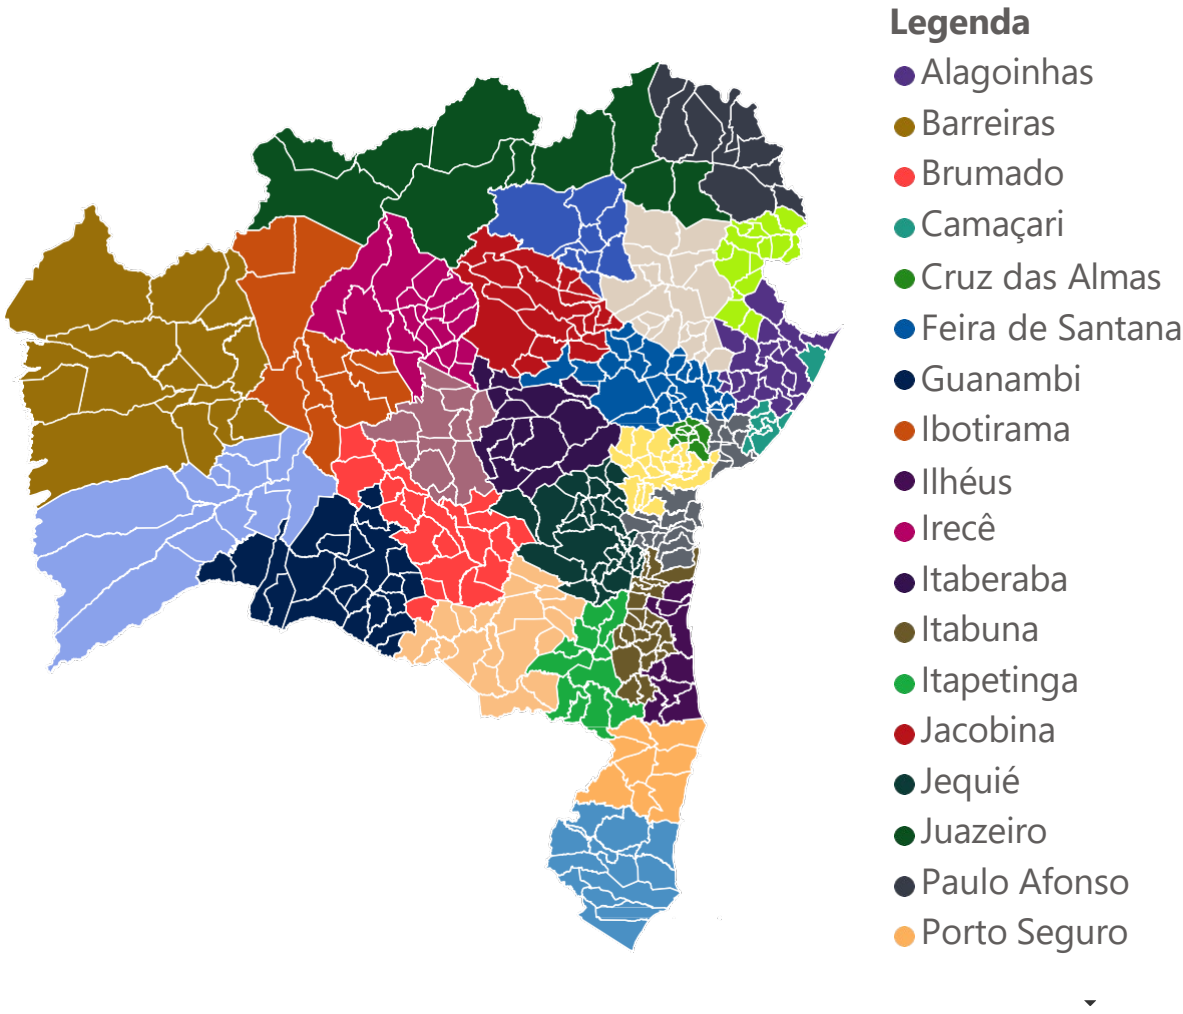 Legenda
Alagoinhas
Barreiras
Brumado
Camaçari
Cruz das Almas
Feira de Santana
Guanambi
Ibotirama
Ilhéus
Irecê
Itaberaba
Itabuna
Itapetinga
Jacobina
Jequié
Juazeiro
Paulo Afonso
Porto Seguro